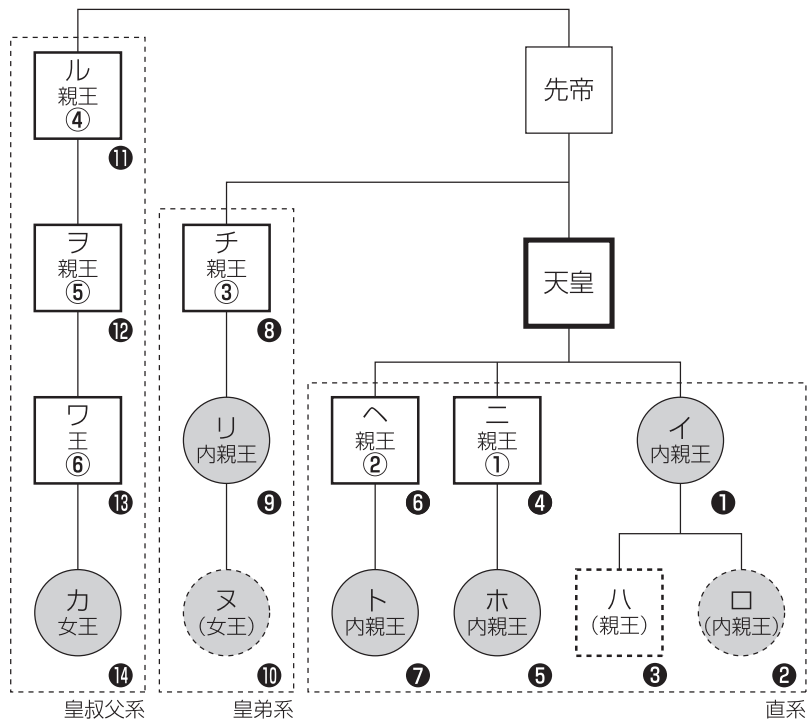 先帝
天皇
ル
親王
④
⓫
ヲ
親王
⑤
⓬
ワ
王
⑥
⓭
カ
女王
⓮
皇叔父系
チ
親王
③
❽
リ
内親王
❾
ヌ
(女王)
❿
皇弟系
ヘ
親王
②
❻
ト
内親王
❼
ニ
親王
①
❹
ホ
内親王
❺
イ
内親王
❶
ハ
(親王)
❸
ロ
(内親王)
❷
直系